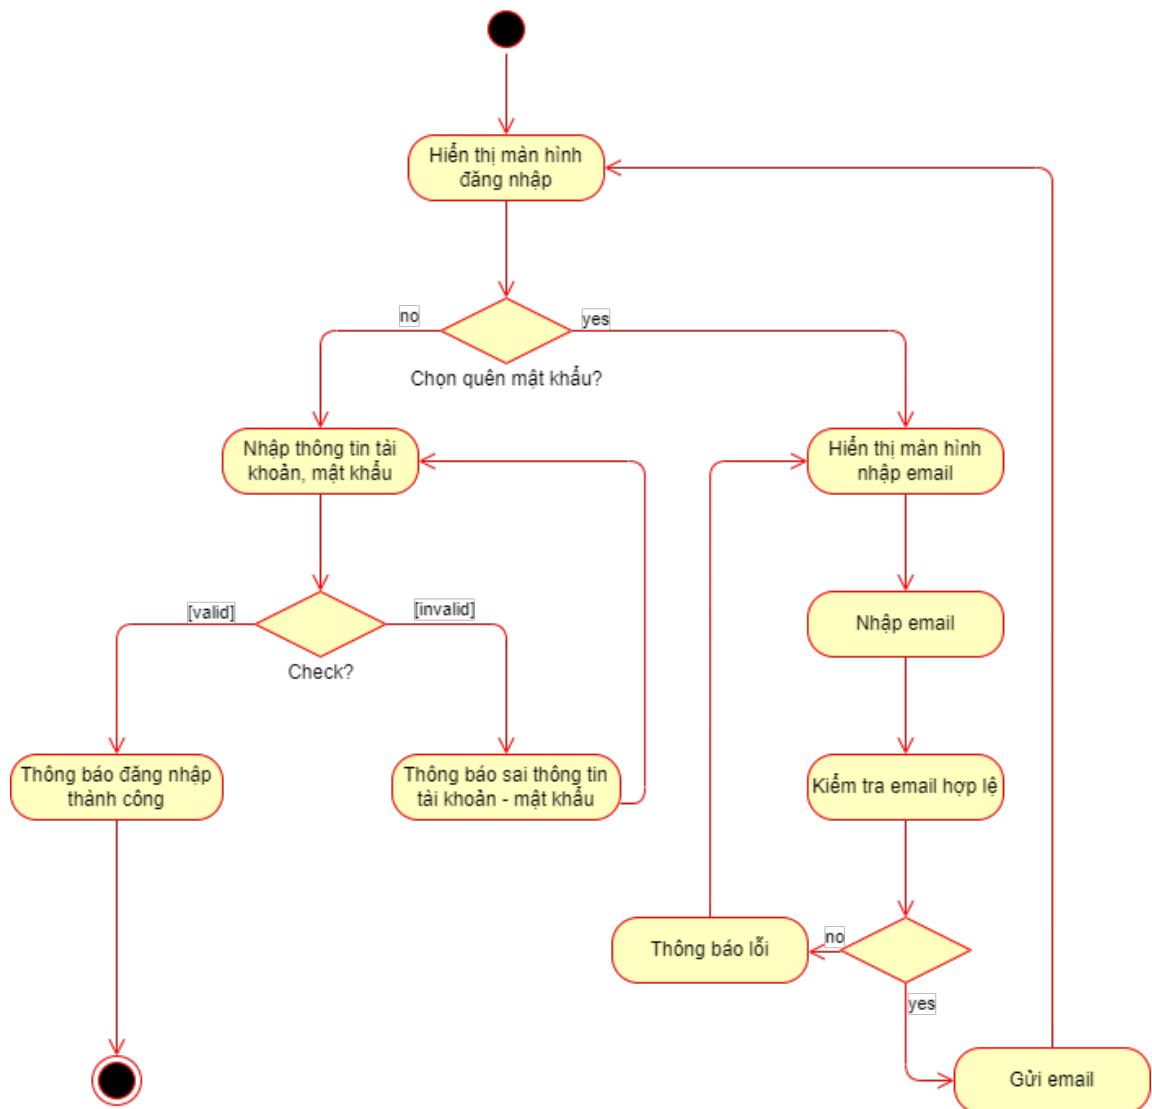 Hiển thị màn hình
đăng nhập
no
yes
Chọn quên mật khẩu?
Nhập thông tin tài
khoản, mật khẩu
Hiển thị màn hình
nhập email
[valid]
[invalid]
Check?
Nhập email
Thông báo đăng nhập
thành công
Thông báo sai thông tin
tài khoản - mật khẩu
Kiểm tra email hợp lệ
Thông báo lỗi
no
yes
Gửi email